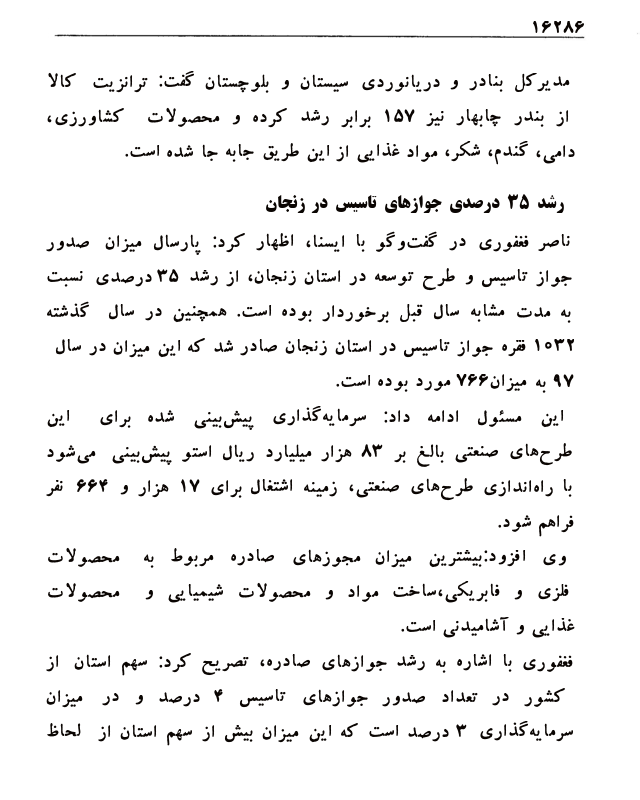 ۱۶۲۸۶
مدیرکل بنادر و دریانوردی سیستان و بلوچستان گفت: ترانزیت کالا
از بندر چابهار نیز ۱۵۷ برابر رشد کرده و محصولات کشاورزی،
دامی، گندم، شکر، مواد غذایی از این طریق جابه جا شده است.
رشد ۳۵ درصدی جوازهای تاسیس در زنجان
ناصر فغفوری در گفت‌وگو با ایسنا، اظهار کرد: پارسال میزان صدور
جواز تاسیس و طرح توسعه در استان زنجان، از رشد ۳۵ درصدی نسبت
به مدت مشابه سال قبل برخوردار بوده است. همچنین در سال گذشته
۱۰۳۲ فقره جواز تاسیس در استان زنجان صادر شد که این میزان در سال
۹۷ به میزان۷۶۶ مورد بوده است.
این مسئول ادامه داد: سرمایه‌گذاری پیش‌بینی شده برای این
طرح‌های صنعتی بالغ بر ۸۳ هزار میلیارد ریال استو پیش‌بینی می‌شود
با راه‌اندازی طرح‌های صنعتی، زمینه اشتغال برای ۱۷ هزار و ۶۶۴ نفر
فراهم شود.
وی افزود:بیشترین میزان مجوزهای صادره مربوط به محصولات
فلزی و فابریکی،ساخت مواد و محصولات شیمیایی و محصولات
غذایی و آشامیدنی است.
فغفوری با اشاره به رشد جوازهای صادره، تصریح کرد: سهم استان از
کشور در تعداد صدور جوازهای تاسیس ۴ درصد و در میزان
سرمایه‌گذاری ۳ درصد است که این میزان بیش از سهم استان از لحاظ